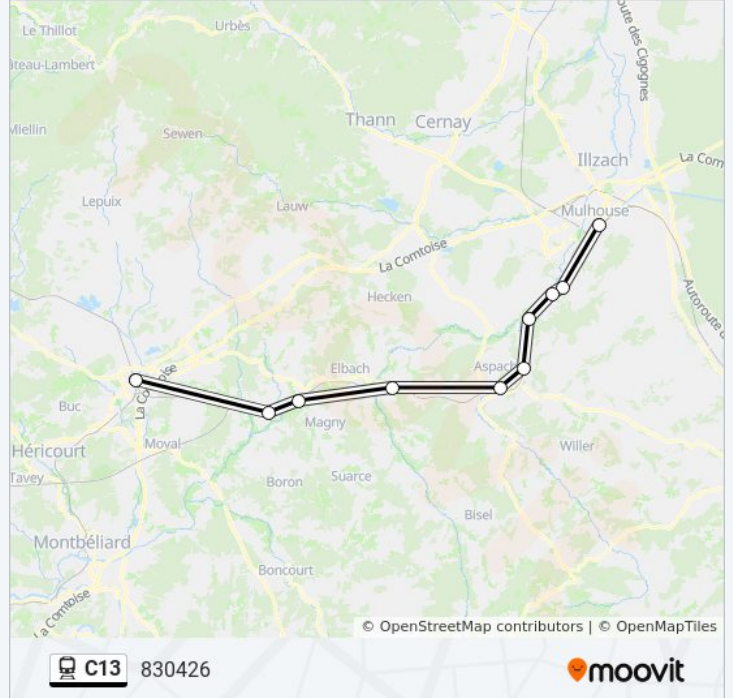 Le Thillot
Urbès
oute des Cigognes
âteau-Lambert
Thann
Cernay
Miellin
Sewen
Illzach
La Com
Lepuix
Lauw
Mulhouse
La Comtoise
Hecken
Autoroute d
Elbach
Aspach
La Comtoise
Buc
Magny
Moval
Willer
Héricourt
Tavey
Boron
Suarce
Bisel
Montbéliard
Boncourt
La Comtoise
© OpenStreetMap contributors | © OpenMapTiles
C13 830426
moovit